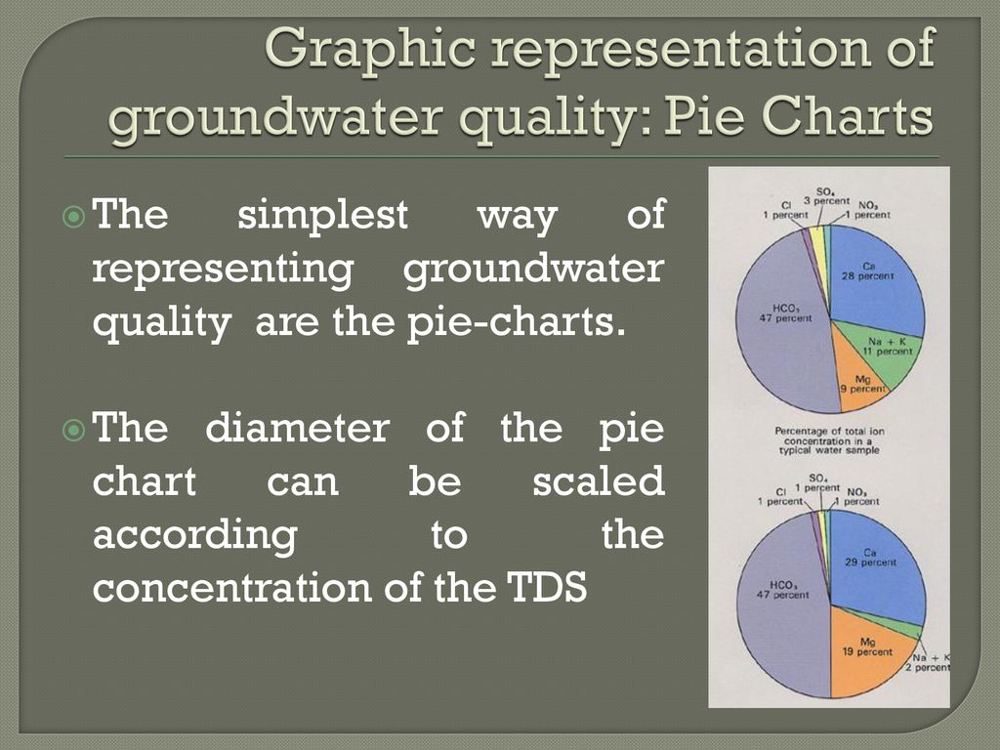 Graphic representation of
groundwater quality: Pie Charts
The simplest way of
representing groundwater
quality are the pie-charts.
The diameter of the pie
chart can be scaled
according to the
concentration of the TDS
SO₄
3 percent
Cl
1 percent
NO₃
1 percent
Ca
28 percent
HCO₃
47 percent
Na + K
11 percent
Mg
9 percent
Percentage of total ion
concentration in a
typical water sample
SO₄
1 percent
Cl
1 percent
NO₃
1 percent
Ca
29 percent
HCO₃
47 percent
Mg
19 percent
Na + K
2 percent